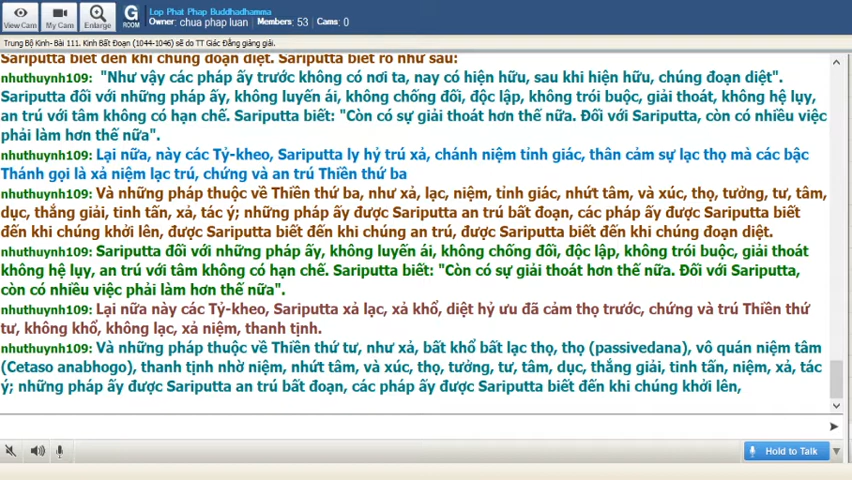 View Cam
My Cam
Enlarge
G
ROOM
Lop Phat Phap Buddhadhamma
Owner: chua phap luan Members: 53 Cams: 0
Trung Bộ Kinh- Bài 111. Kinh Bất Đoạn (1044-1046) sẽ do TT Giác Đẳng giảng giải.
Sariputta biết đến khi chúng đoạn diệt. Sariputta biết rõ như sau:
nhuthuynh109: "Như vậy các pháp ấy trước không có nơi ta, nay có hiện hữu, sau khi hiện hữu, chúng đoạn diệt".
Sariputta đối với những pháp ấy, không luyến ái, không chống đối, độc lập, không trói buộc, giải thoát, không hệ lụy,
an trú với tâm không có hạn chế. Sariputta biết: "Còn có sự giải thoát hơn thế nữa. Đối với Sariputta, còn có nhiều việc
phải làm hơn thế nữa".
nhuthuynh109: Lại nữa, này các Tỷ-kheo, Sariputta ly hỷ trú xả, chánh niệm tỉnh giác, thân cảm sự lạc thọ mà các bậc
Thánh gọi là xả niệm lạc trú, chứng và an trú Thiền thứ ba
nhuthuynh109: Và những pháp thuộc về Thiền thứ ba, như xả, lạc, niệm, tỉnh giác, nhứt tâm, và xúc, thọ, tưởng, tư, tâm,
dục, thắng giải, tinh tấn, xả, tác ý; những pháp ấy được Sariputta an trú bất đoạn, các pháp ấy được Sariputta biết
đến khi chúng khởi lên, được Sariputta biết đến khi chúng an trú, được Sariputta biết đến khi chúng đoạn diệt.
nhuthuynh109: Sariputta đối với những pháp ấy, không luyến ái, không chống đối, độc lập, không trói buộc, giải thoát
không hệ lụy, an trú với tâm không có hạn chế. Sariputta biết: "Còn có sự giải thoát hơn thế nữa. Đối với Sariputta,
còn có nhiều việc phải làm hơn thế nữa".
nhuthuynh109: Lại nữa này các Tỷ-kheo, Sariputta xả lạc, xả khổ, diệt hỷ ưu đã cảm thọ trước, chứng và trú Thiền thứ
tư, không khổ, không lạc, xả niệm, thanh tịnh.
nhuthuynh109: Và những pháp thuộc về Thiền thứ tư, như xả, bất khổ bất lạc thọ, thọ (passivedana), vô quán niệm tâm
(Cetaso anabhogo), thanh tịnh nhờ niệm, nhứt tâm, và xúc, thọ, tưởng, tư, tâm, dục, thắng giải, tinh tấn, niệm, xả, tác
ý; những pháp ấy được Sariputta an trú bất đoạn, các pháp ấy được Sariputta biết đến khi chúng khởi lên,
Hold to Talk